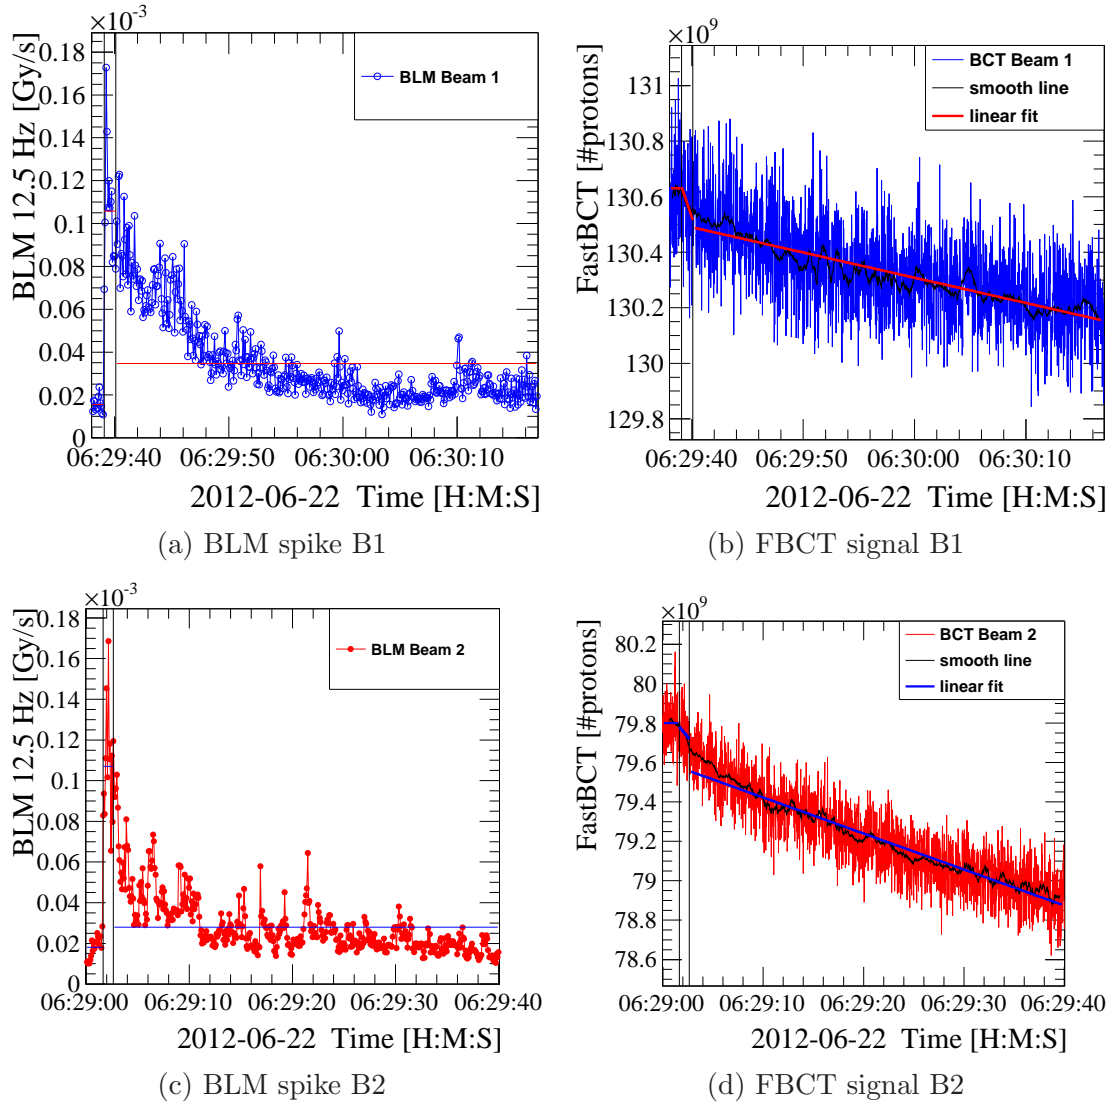 ×10⁻³
BLM 12.5 Hz [Gy/s]
0.18
0.16
0.14
0.12
0.1
0.08
0.06
0.04
0.02
0
BLM Beam 1
06:29:40 06:29:50 06:30:00 06:30:10
2012-06-22 Time [H:M:S]
(a) BLM spike B1
×10⁹
FastBCT [#protons]
131
130.8
130.6
130.4
130.2
130
129.8
BCT Beam 1
smooth line
linear fit
06:29:40 06:29:50 06:30:00 06:30:10
2012-06-22 Time [H:M:S]
(b) FBCT signal B1
×10⁻³
BLM 12.5 Hz [Gy/s]
0.18
0.16
0.14
0.12
0.1
0.08
0.06
0.04
0.02
0
BLM Beam 2
06:29:00 06:29:10 06:29:20 06:29:30 06:29:40
2012-06-22 Time [H:M:S]
(c) BLM spike B2
×10⁹
FastBCT [#protons]
80.2
80
79.8
79.6
79.4
79.2
79
78.8
78.6
BCT Beam 2
smooth line
linear fit
06:29:00 06:29:10 06:29:20 06:29:30 06:29:40
2012-06-22 Time [H:M:S]
(d) FBCT signal B2